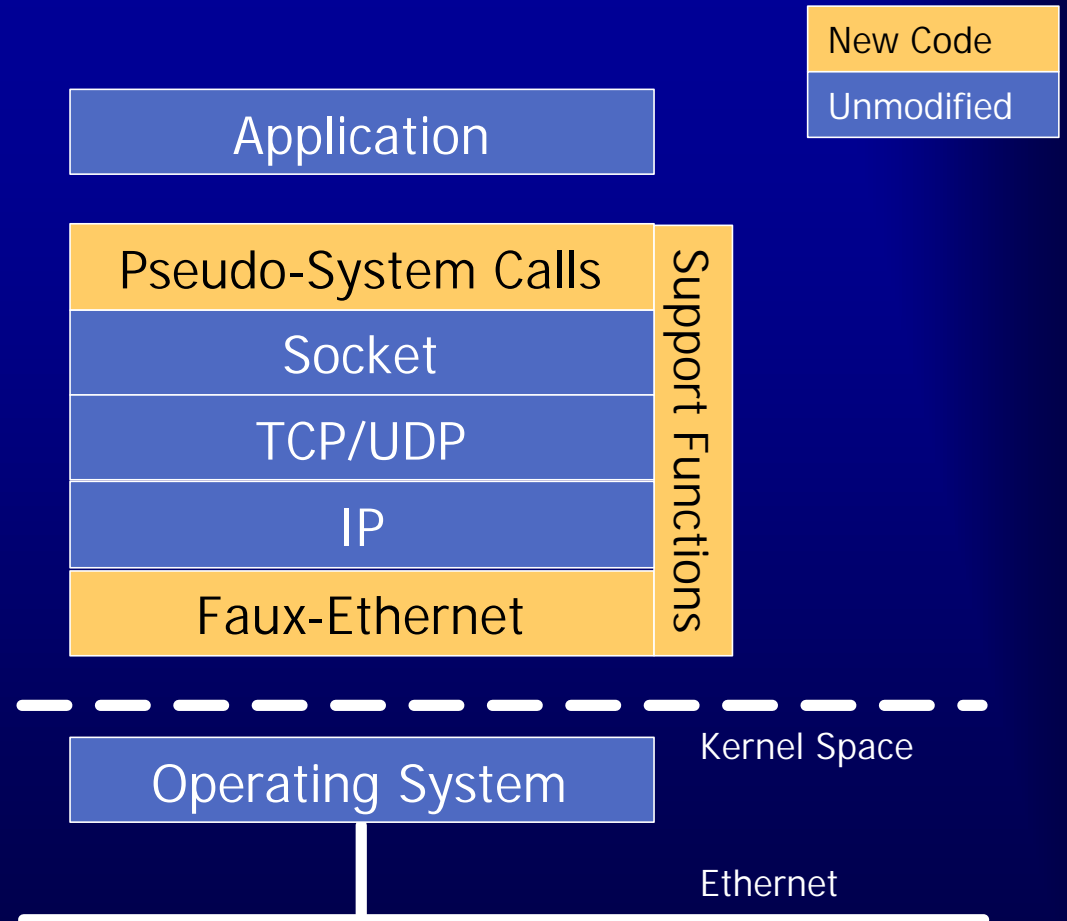 New Code
Unmodified
Application
Pseudo-System Calls
Socket
TCP/UDP
IP
Faux-Ethernet
Support Functions
Kernel Space
Operating System
Ethernet